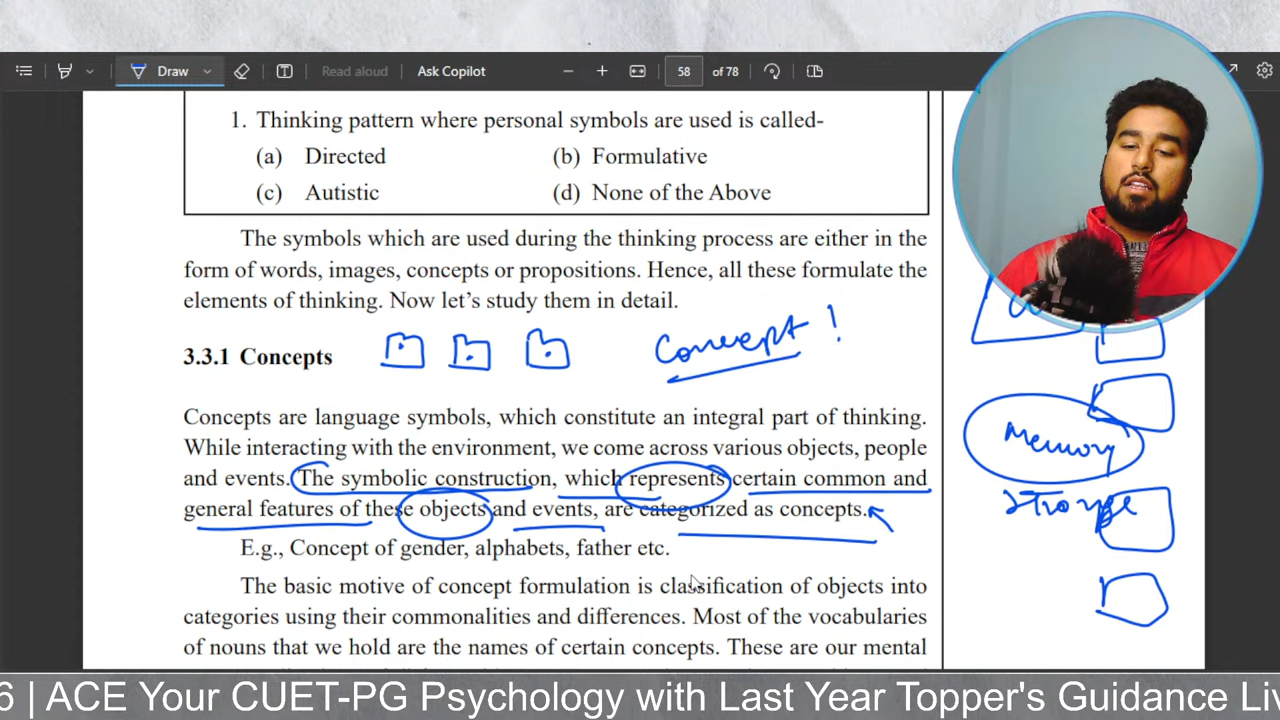 Draw
Read aloud
Ask Copilot
58 of 78
1. Thinking pattern where personal symbols are used is called-
(a) Directed (b) Formulative
(c) Autistic (d) None of the Above
The symbols which are used during the thinking process are either in the
form of words, images, concepts or propositions. Hence, all these formulate the
elements of thinking. Now let's study them in detail.
Concept !
3.3.1 Concepts
Concepts are language symbols, which constitute an integral part of thinking.
While interacting with the environment, we come across various objects, people
and events. The symbolic construction, which represents certain common and
general features of these objects and events, are categorized as concepts.
E.g., Concept of gender, alphabets, father etc.
The basic motive of concept formulation is classification of objects into
categories using their commonalities and differences. Most of the vocabularies
of nouns that we hold are the names of certain concepts. These are our mental
Memory
Storage
6 | ACE Your CUET-PG Psychology with Last Year Topper's Guidance Liv